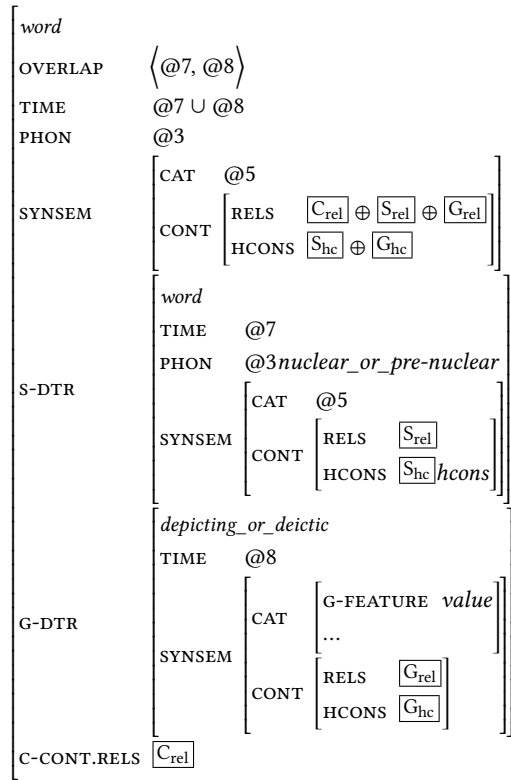 word
OVERLAP ⟨@7, @8⟩
TIME @7 ∪ @8
PHON @3
SYNSEM
CAT @5
CONT
RELS C_rel ⊕ S_rel ⊕ G_rel
HCONS S_hc ⊕ G_hc
S-DTR
word
TIME @7
PHON @3nuclear_or_pre-nuclear
SYNSEM
CAT @5
CONT
RELS S_rel
HCONS S_hc hcons
G-DTR
depicting_or_deictic
TIME @8
SYNSEM
CAT
G-FEATURE value
...
CONT
RELS G_rel
HCONS G_hc
C-CONT.RELS C_rel